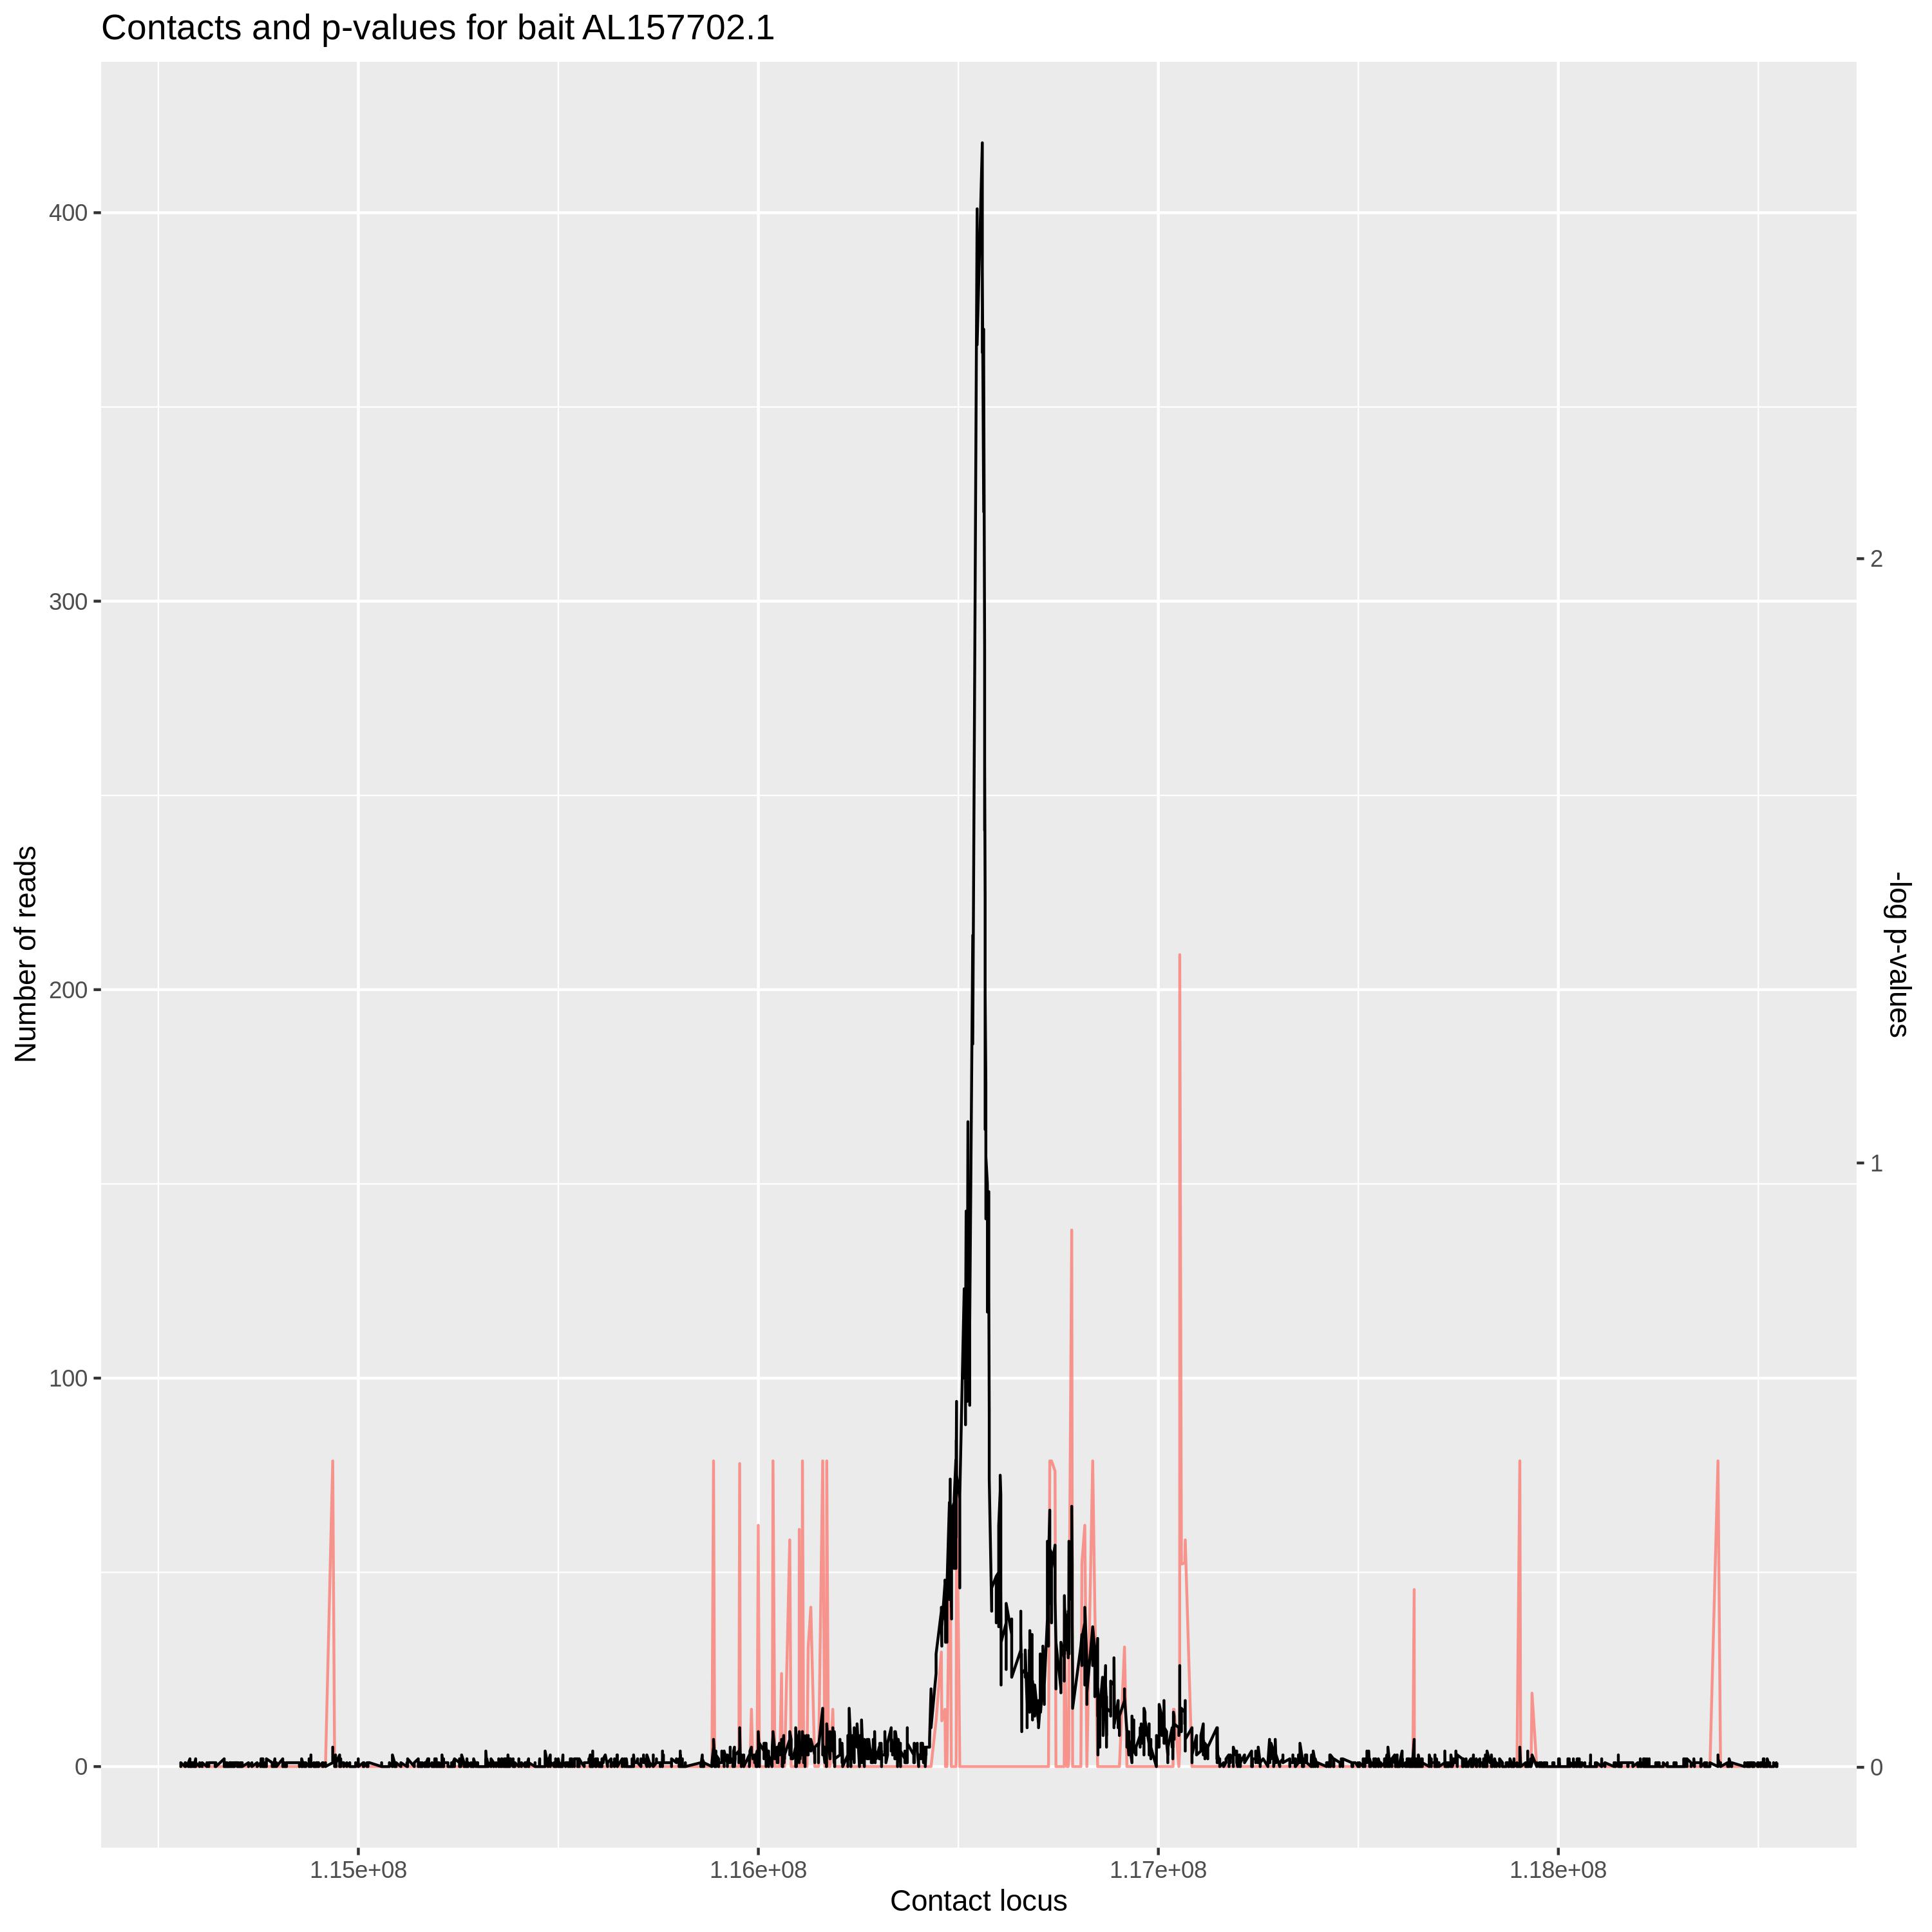 Contacts and p-values for bait AL157702.1
400
300
200
100
0
Number of reads
2
1
0
-log p-values
1.15e+08 1.16e+08 1.17e+08 1.18e+08
Contact locus